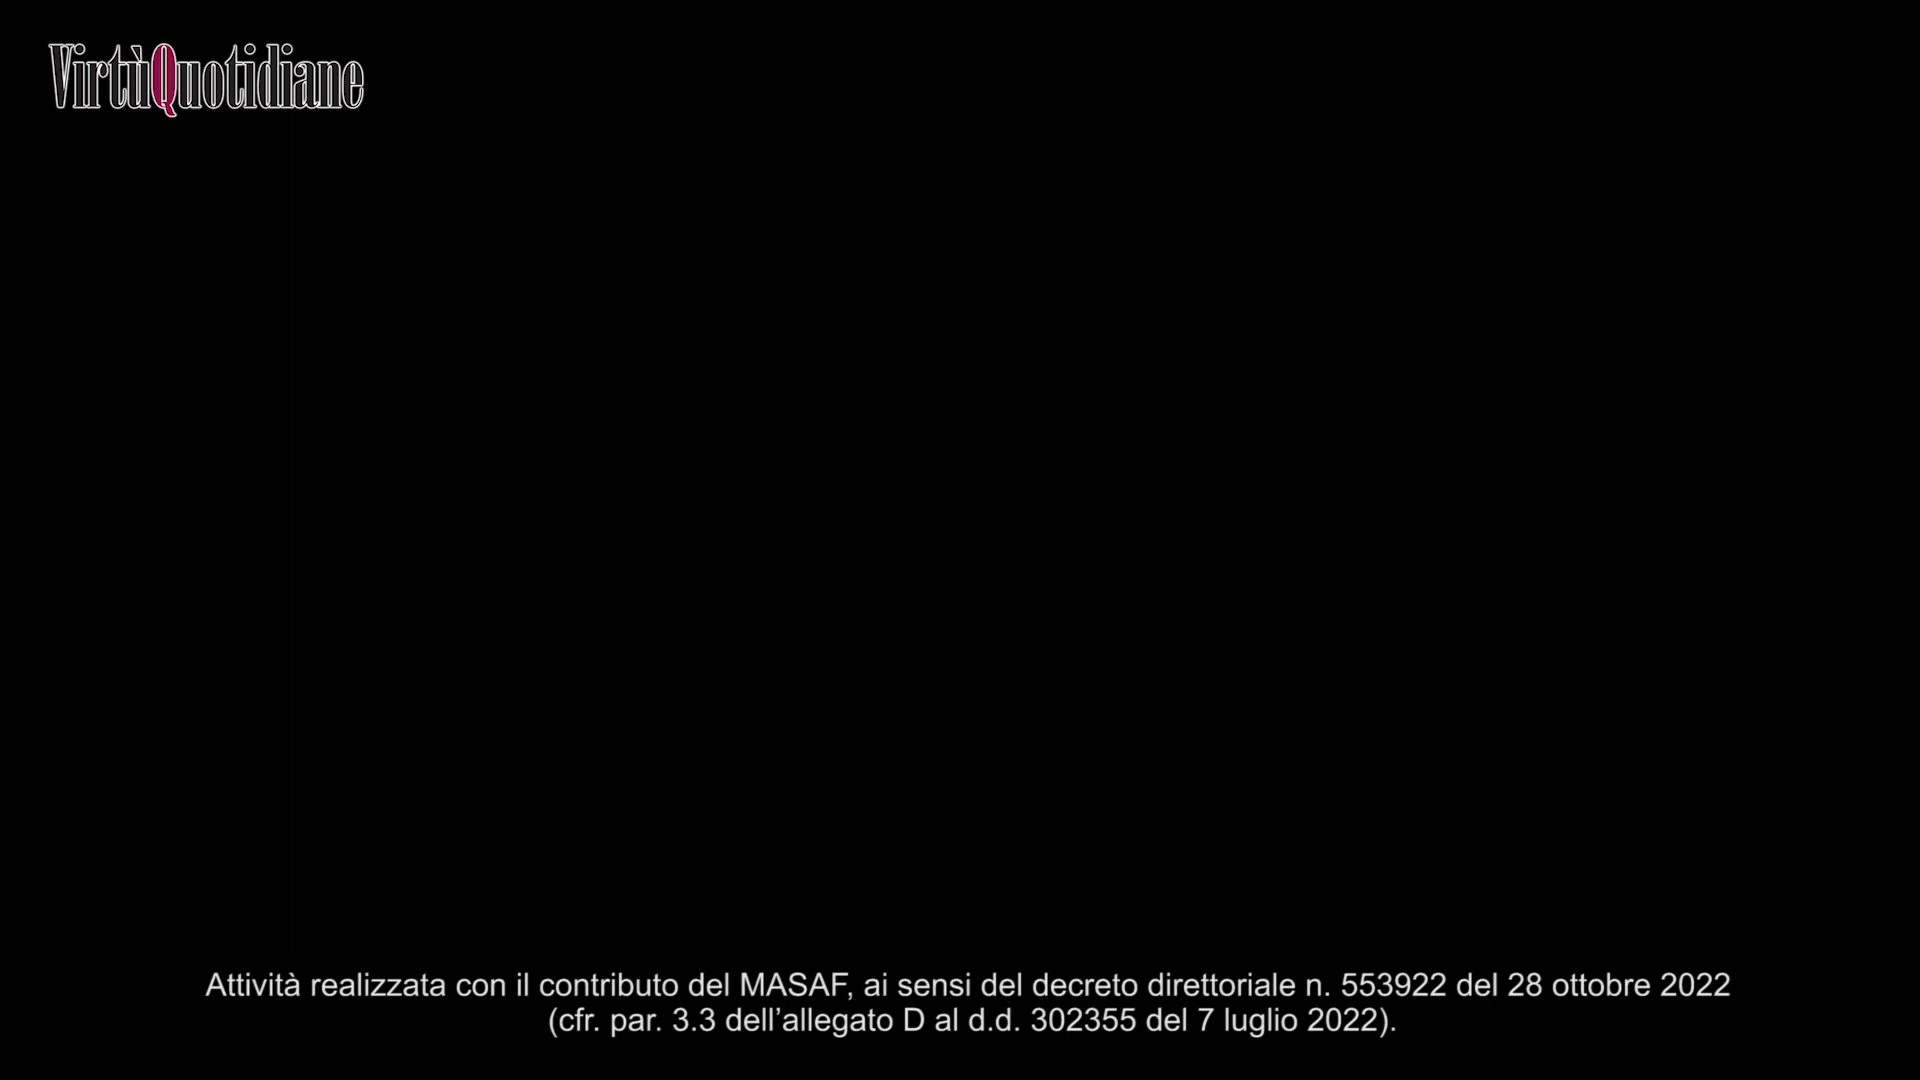 VirtùQuotidiane
Attività realizzata con il contributo del MASAF, ai sensi del decreto direttoriale n. 553922 del 28 ottobre 2022
(cfr. par. 3.3 dell’allegato D al d.d. 302355 del 7 luglio 2022).